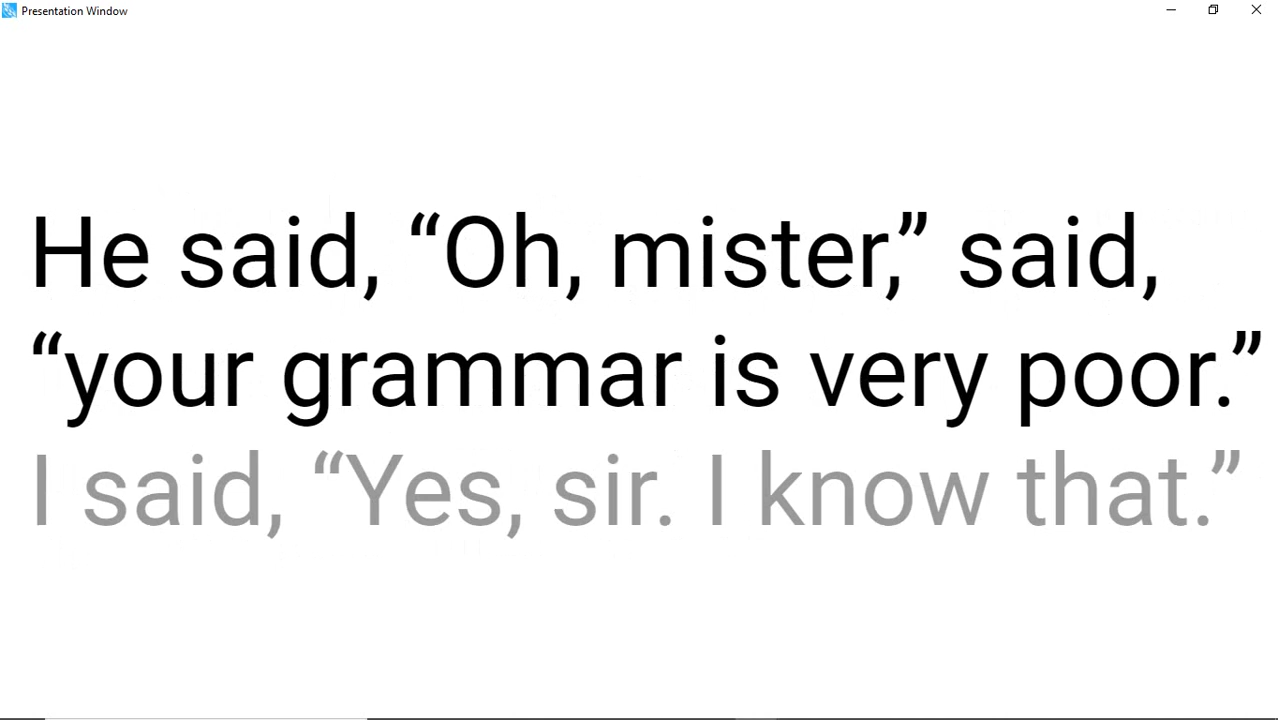 Presentation Window
He said, “Oh, mister,” said,
“your grammar is very poor.”
I said, “Yes, sir. I know that.”